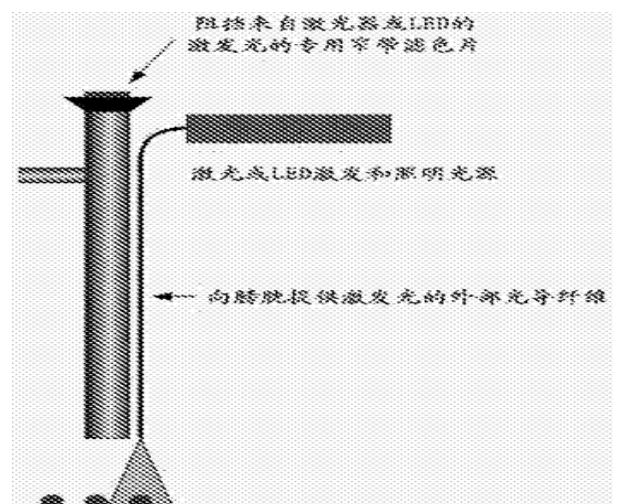 阻挡来自激光器或LED的
激发光的专用窄带滤色片
激光或LED激发和照明光源
向膀胱提供激发光的外部光导纤维